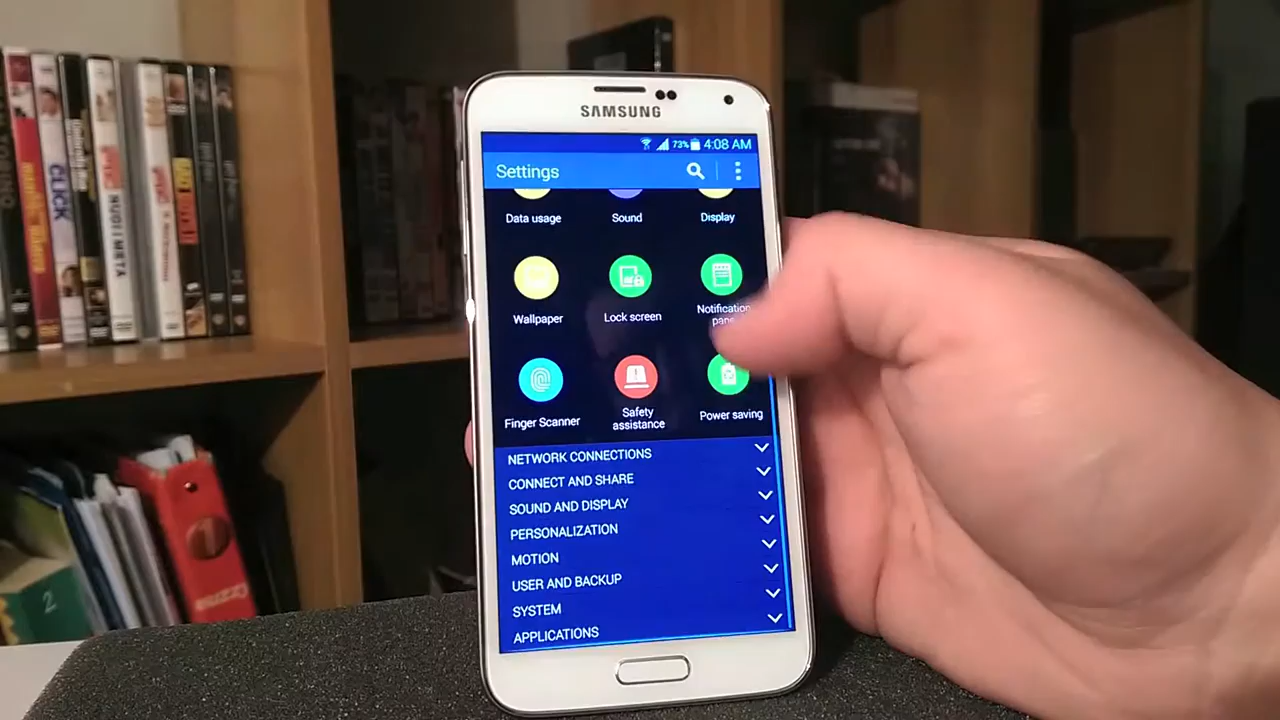 SAMSUNG
73% 4:08 AM
Settings
Data usage
Sound
Display
Wallpaper
Lock screen
Notification
Finger Scanner
Safety
assistance
Power saving
NETWORK CONNECTIONS
CONNECT AND SHARE
SOUND AND DISPLAY
PERSONALIZATION
MOTION
USER AND BACKUP
SYSTEM
APPLICATIONS
CLICK
2